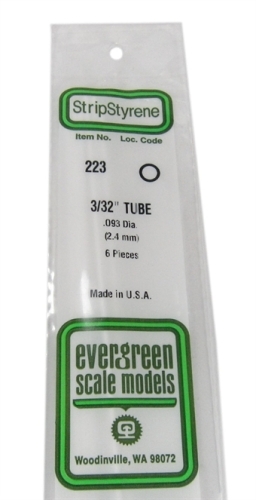 StripStyrene
Item No. Loc. Code
223
3/32" TUBE
.093 Dia.
(2.4 mm)
6 Pieces
Made in U.S.A.
evergreen
scale models
Woodinville, WA 98072